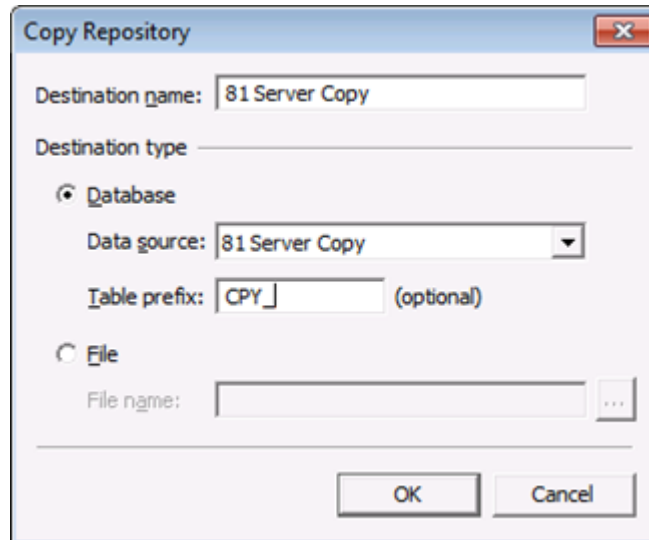 Copy Repository
Destination name: 81 Server Copy
Destination type
Database
Data source: 81 Server Copy
Table prefix: CPY_ (optional)
File
File name: ...
OK Cancel